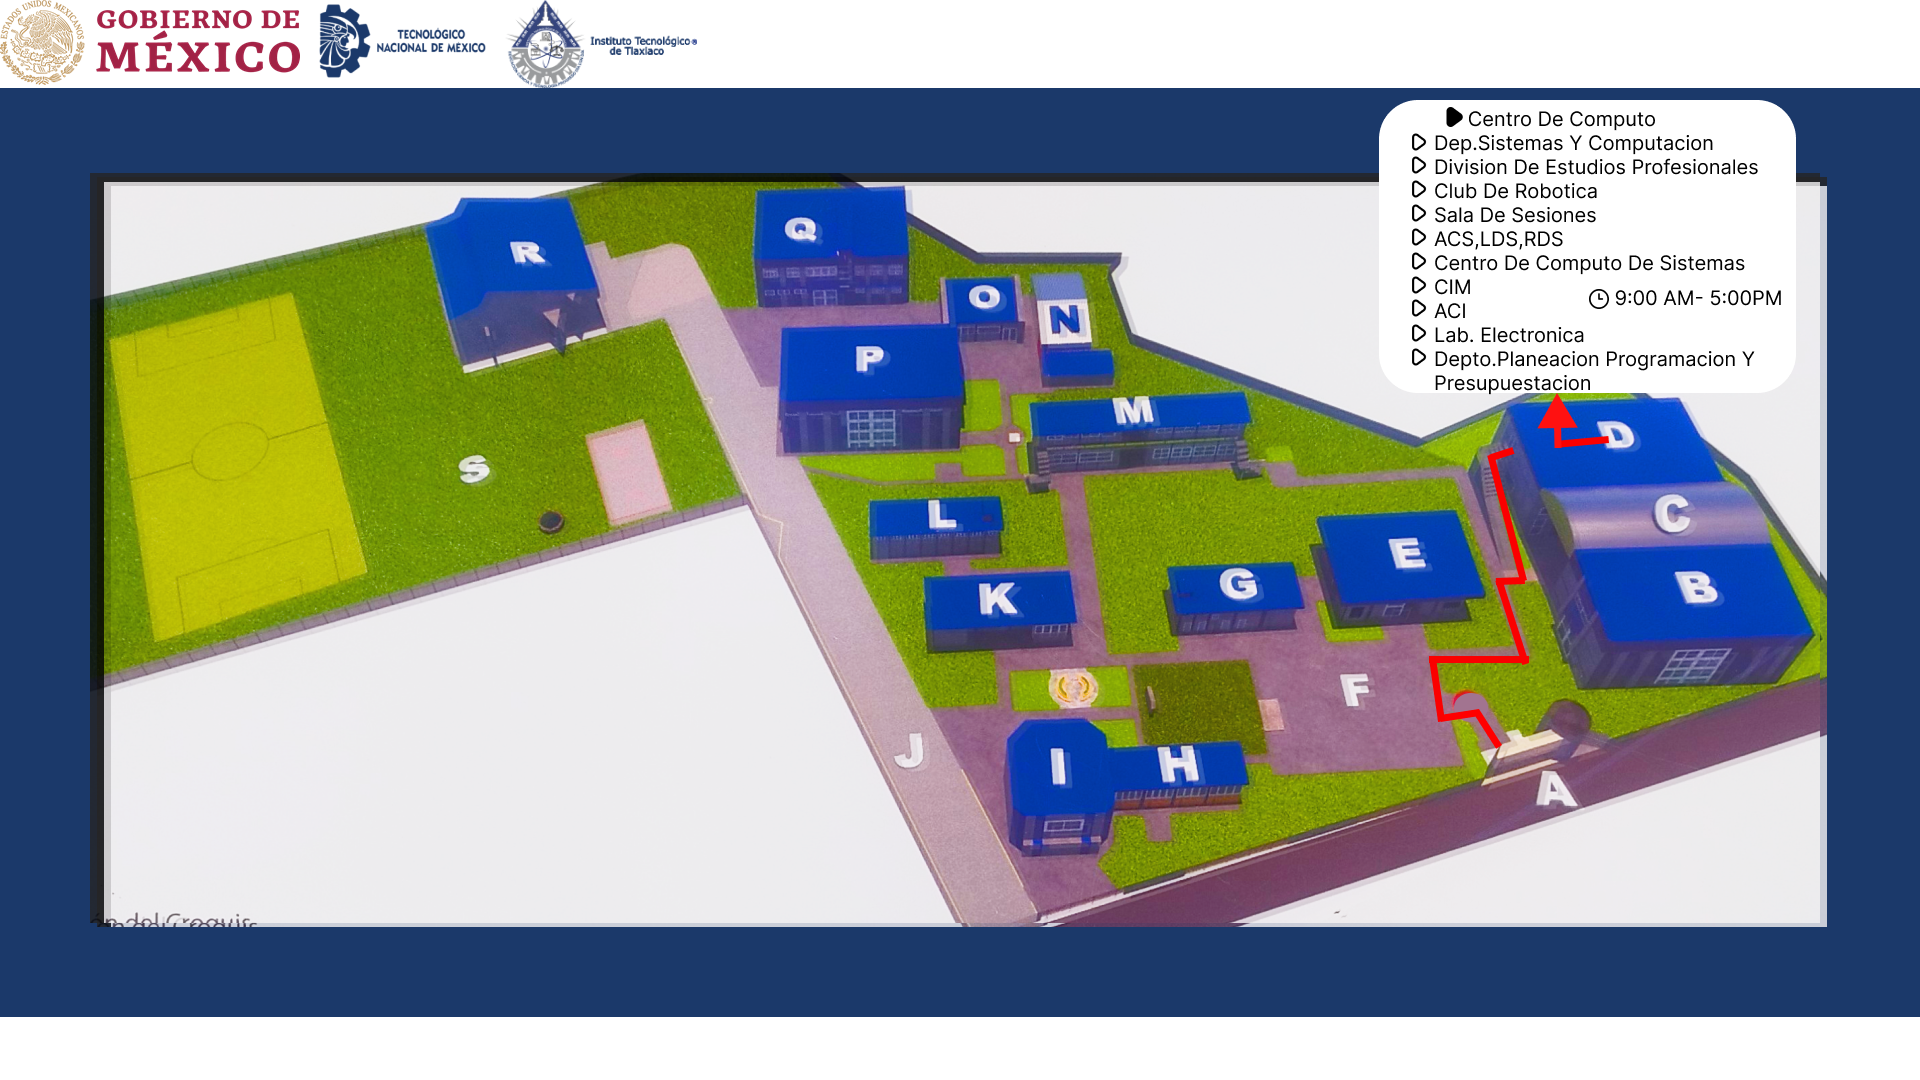 ESTADOS UNIDOS MEXICANOS
GOBIERNO DE
MÉXICO
TECNOLÓGICO
NACIONAL DE MÉXICO
Instituto Tecnológico®
de Tlaxiaco
Centro De Computo
Dep.Sistemas Y Computacion
Division De Estudios Profesionales
Club De Robotica
Sala De Sesiones
ACS,LDS,RDS
Centro De Computo De Sistemas
CIM
9:00 AM- 5:00PM
ACI
Lab. Electronica
Depto.Planeacion Programacion Y
Presupuestacion
R
Q
O
N
P
M
D
S
L
C
E
K
G
B
F
J
I
H
A
del Croquis